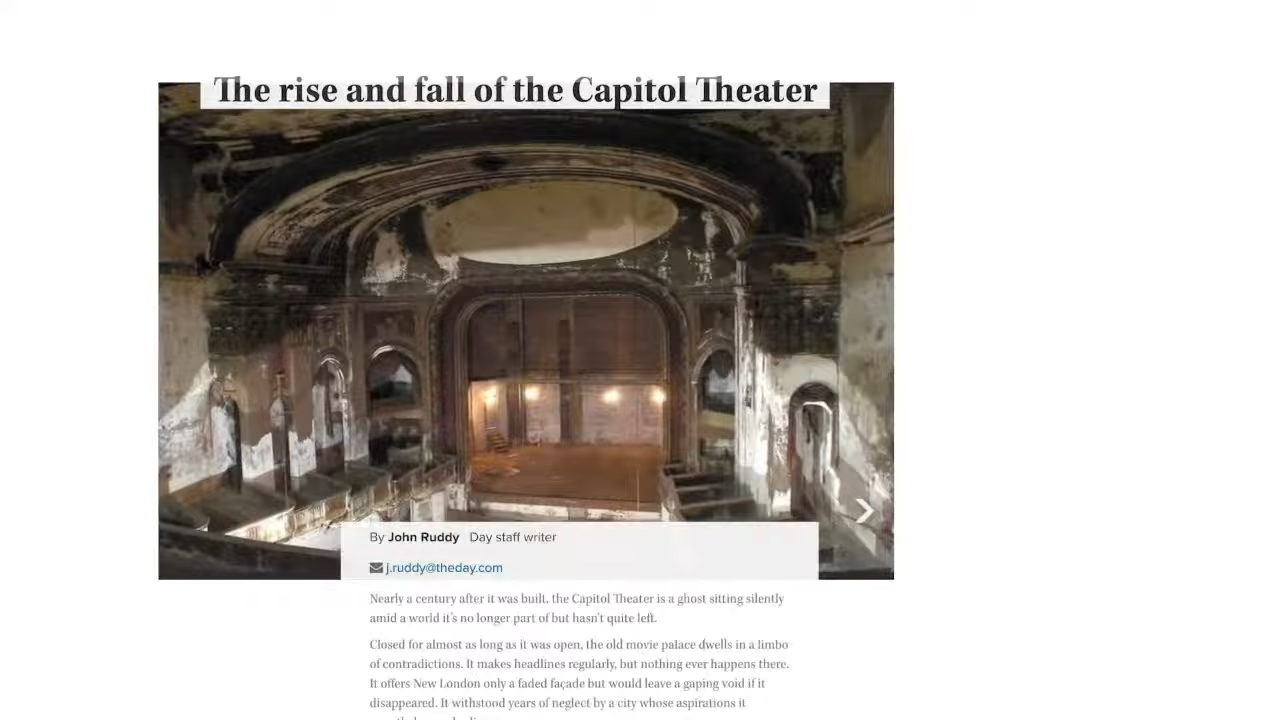 The rise and fall of the Capitol Theater
By John Ruddy Day staff writer
j.ruddy@theday.com
Nearly a century after it was built, the Capitol Theater is a ghost sitting silently
amid a world it's no longer part of but hasn't quite left.
Closed for almost as long as it was open, the old movie palace dwells in a limbo
of contradictions. It makes headlines regularly, but nothing ever happens there.
It offers New London only a faded façade but would leave a gaping void if it
disappeared. It withstood years of neglect by a city whose aspirations it